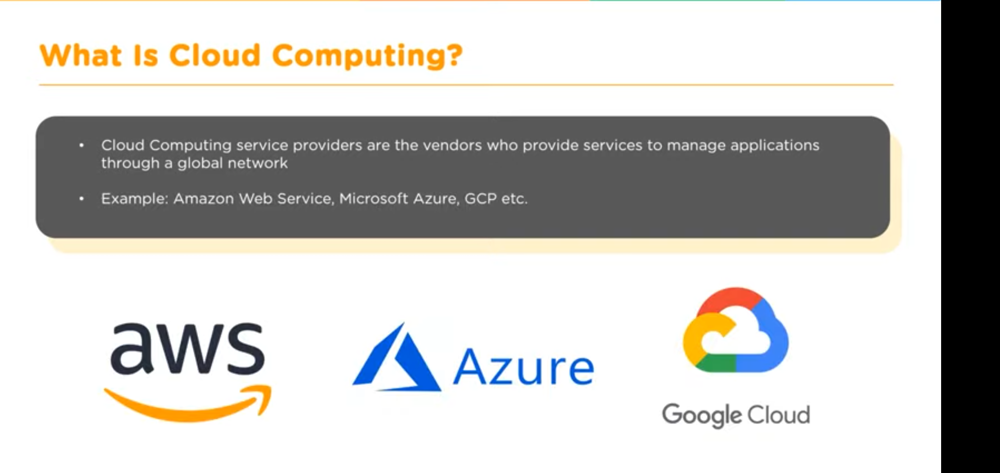 What Is Cloud Computing?
• Cloud Computing service providers are the vendors who provide services to manage applications
through a global network
• Example: Amazon Web Service, Microsoft Azure, GCP etc.
aws
Azure
Google Cloud